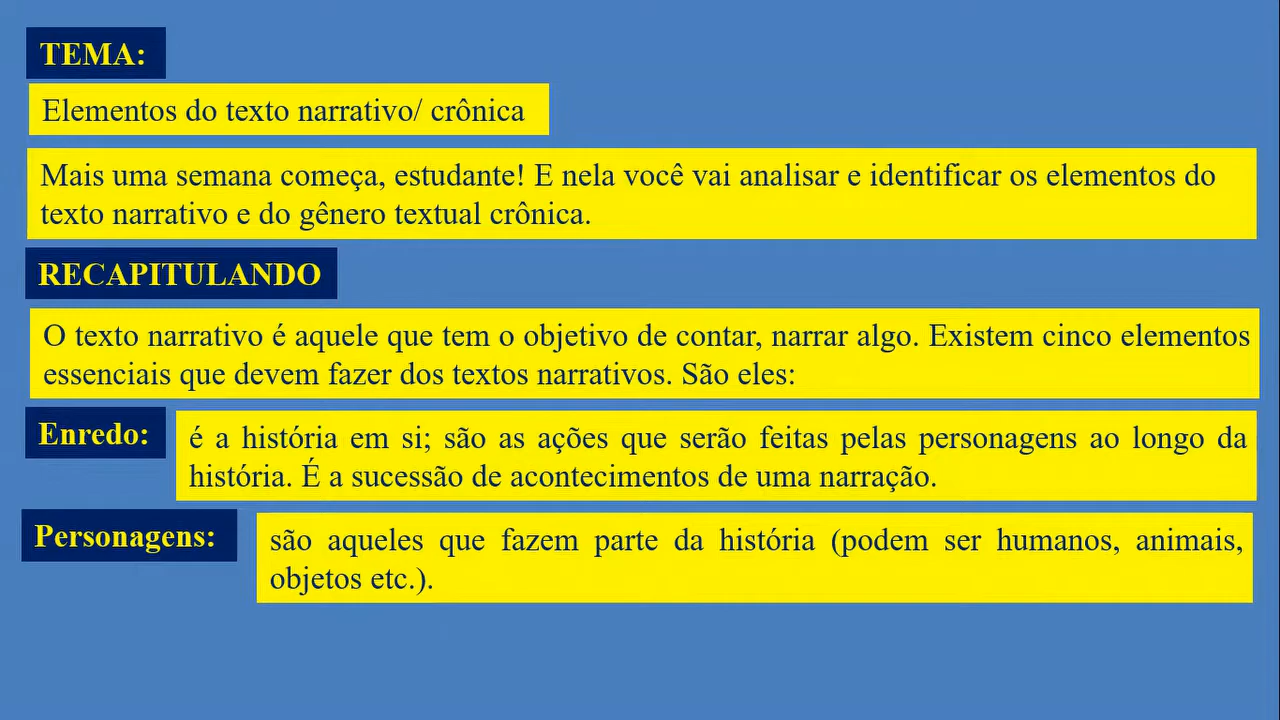 TEMA:
Elementos do texto narrativo/ crônica
Mais uma semana começa, estudante! E nela você vai analisar e identificar os elementos do
texto narrativo e do gênero textual crônica.
RECAPITULANDO
O texto narrativo é aquele que tem o objetivo de contar, narrar algo. Existem cinco elementos
essenciais que devem fazer dos textos narrativos. São eles:
Enredo:
é a história em si; são as ações que serão feitas pelas personagens ao longo da
história. É a sucessão de acontecimentos de uma narração.
Personagens:
são aqueles que fazem parte da história (podem ser humanos, animais,
objetos etc.).